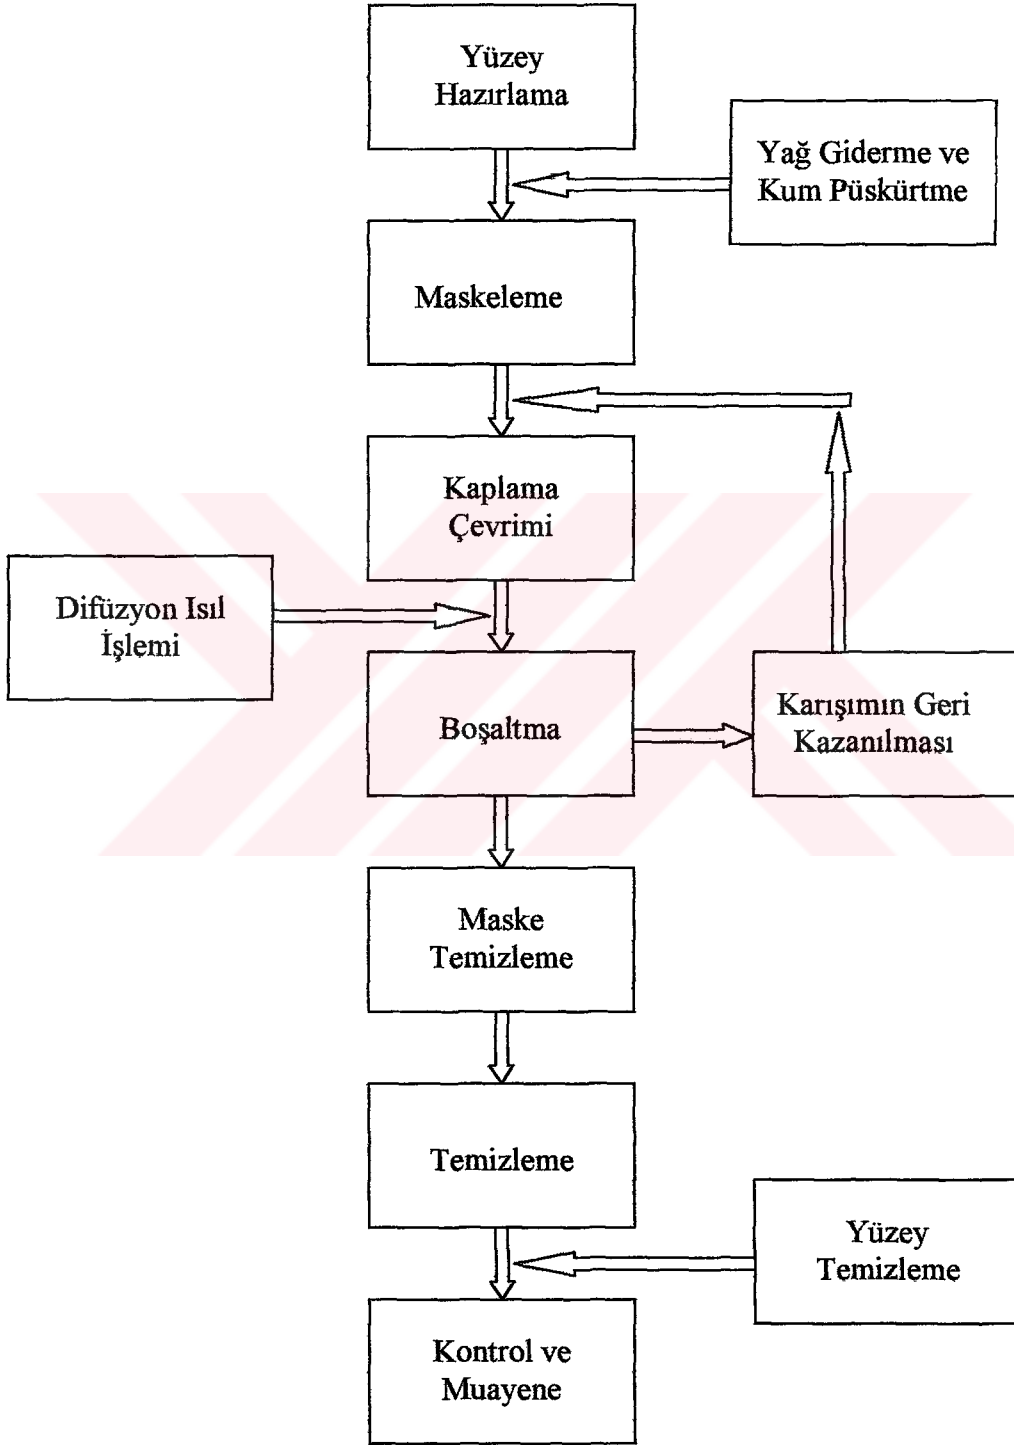 Yüzey
Hazırlama
Yağ Giderme ve
Kum Püskürtme
Maskeleme
Kaplama
Çevrimi
Difüzyon Isıl
İşlemi
Boşaltma
Karışımın Geri
Kazanılması
Maske
Temizleme
Temizleme
Yüzey
Temizleme
Kontrol ve
Muayene